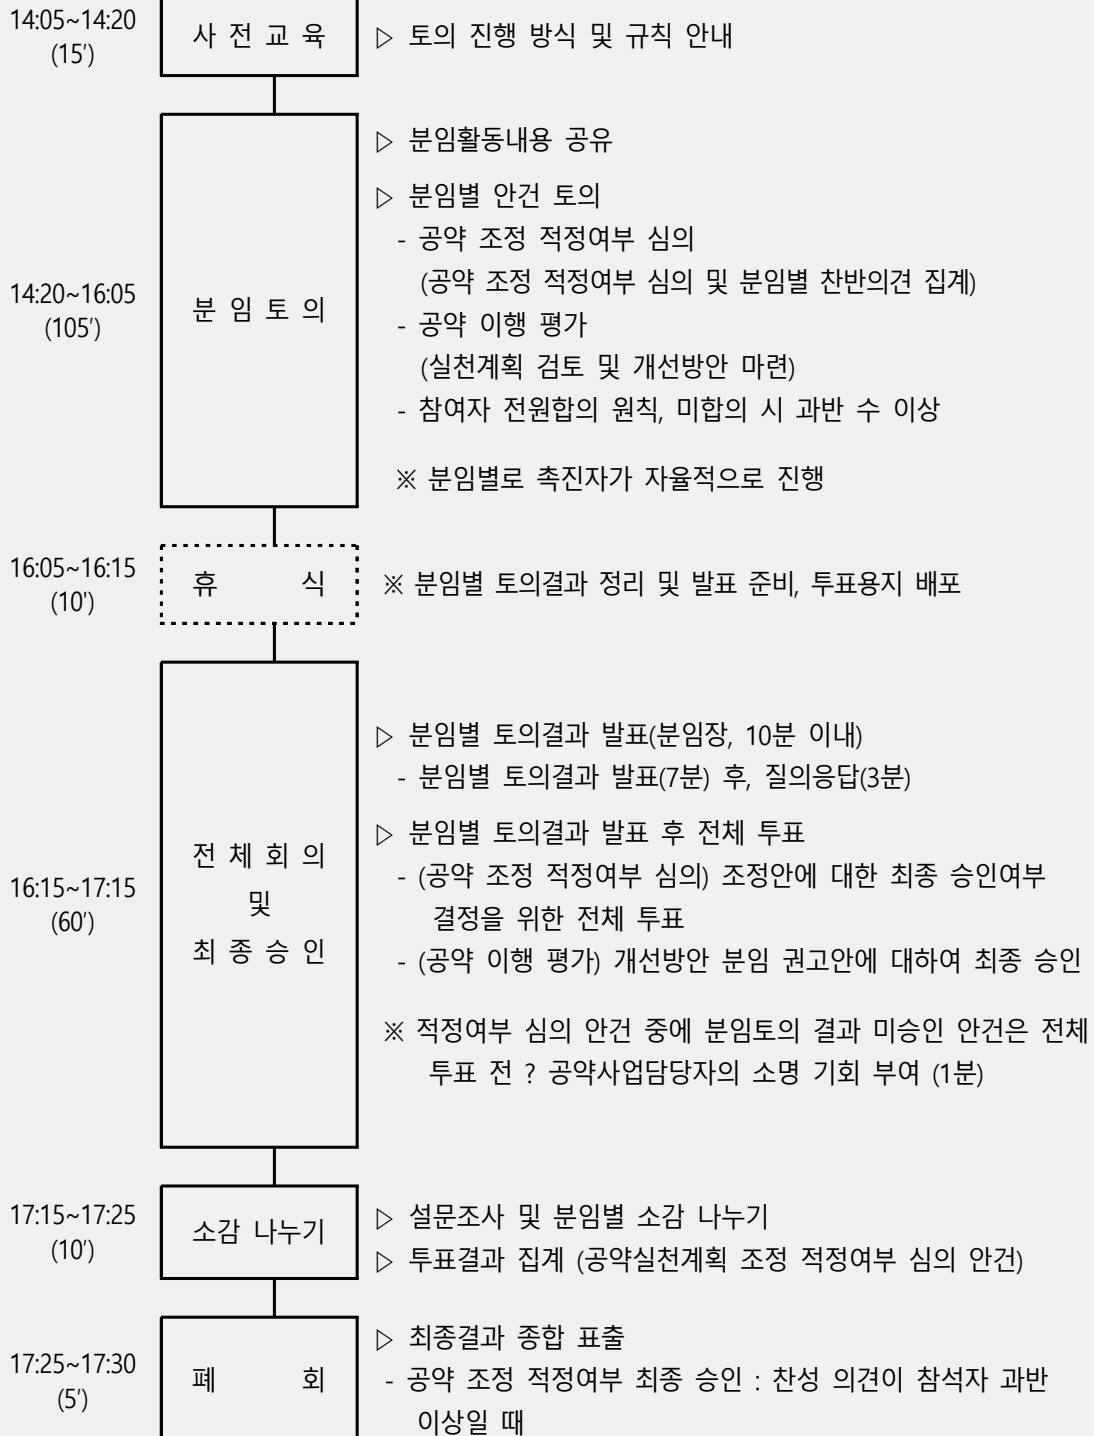 14:05~14:20
(15')
사 전 교 육
▷ 토의 진행 방식 및 규칙 안내
14:20~16:05
(105')
분 임 토 의
▷ 분임활동내용 공유
▷ 분임별 안건 토의
- 공약 조정 적정여부 심의
(공약 조정 적정여부 심의 및 분임별 찬반의견 집계)
- 공약 이행 평가
(실천계획 검토 및 개선방안 마련)
- 참여자 전원합의 원칙, 미합의 시 과반 수 이상
※ 분임별로 촉진자가 자율적으로 진행
16:05~16:15
(10')
휴 식
※ 분임별 토의결과 정리 및 발표 준비, 투표용지 배포
16:15~17:15
(60')
전 체 회 의
및
최 종 승 인
▷ 분임별 토의결과 발표(분임장, 10분 이내)
- 분임별 토의결과 발표(7분) 후, 질의응답(3분)
▷ 분임별 토의결과 발표 후 전체 투표
- (공약 조정 적정여부 심의) 조정안에 대한 최종 승인여부
결정을 위한 전체 투표
- (공약 이행 평가) 개선방안 분임 권고안에 대하여 최종 승인
※ 적정여부 심의 안건 중에 분임토의 결과 미승인 안건은 전체
투표 전 ? 공약사업담당자의 소명 기회 부여 (1분)
17:15~17:25
(10')
소감 나누기
▷ 설문조사 및 분임별 소감 나누기
▷ 투표결과 집계 (공약실천계획 조정 적정여부 심의 안건)
17:25~17:30
(5')
폐 회
▷ 최종결과 종합 표출
- 공약 조정 적정여부 최종 승인 : 찬성 의견이 참석자 과반
이상일 때